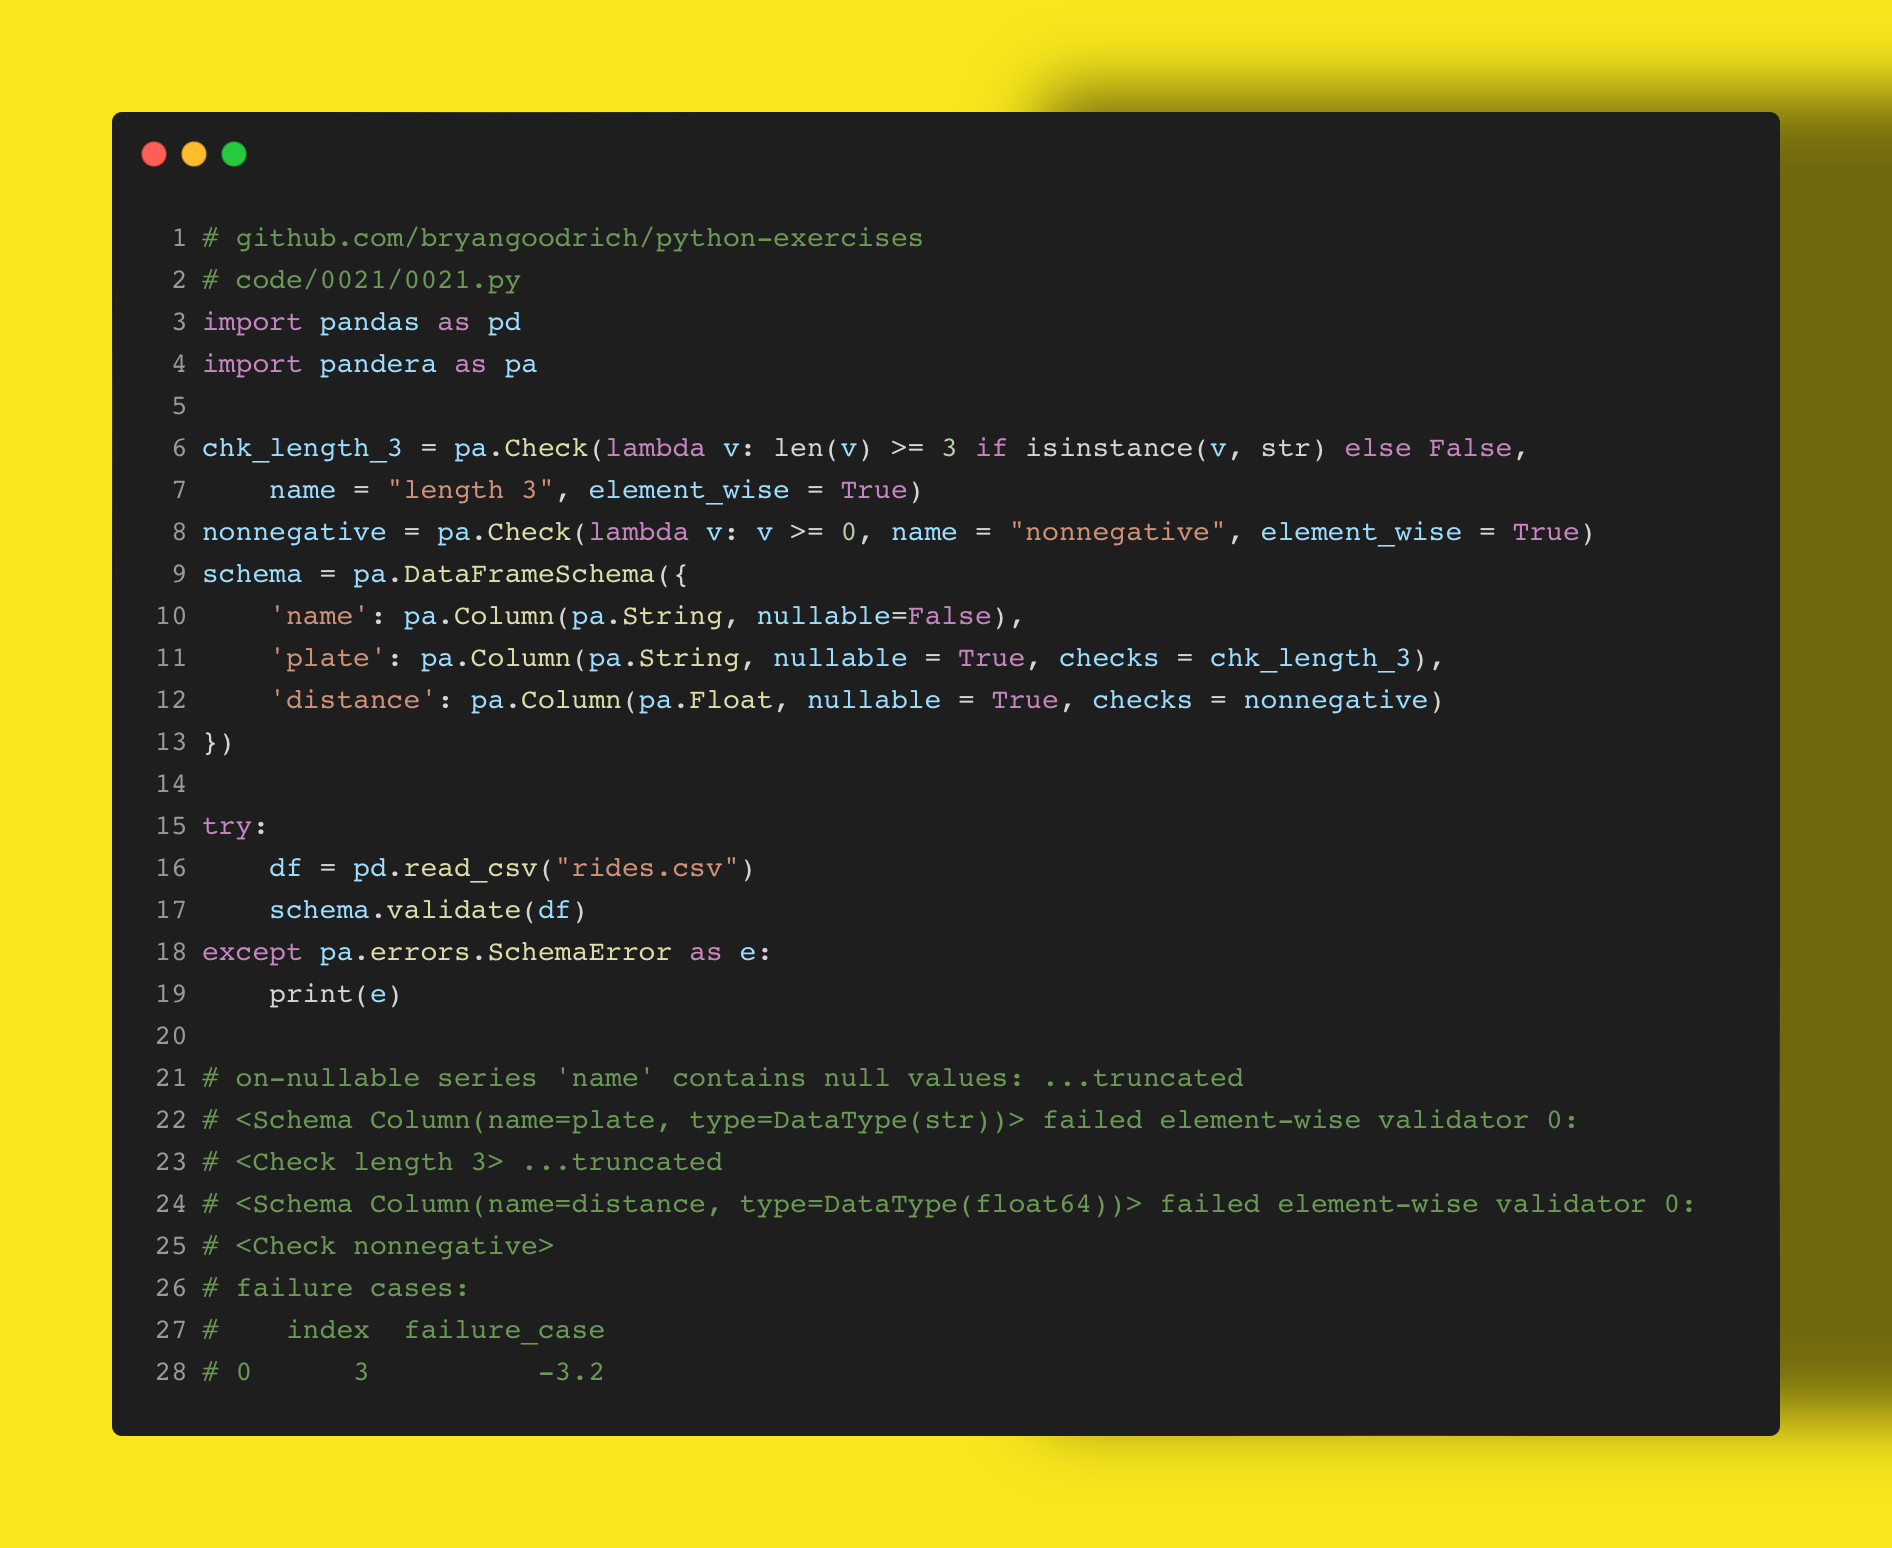 1 # github.com/bryangoodrich/python-exercises
2 # code/0021/0021.py
3 import pandas as pd
4 import pandera as pa
5
6 chk_length_3 = pa.Check(lambda v: len(v) >= 3 if isinstance(v, str) else False,
7     name = "length 3", element_wise = True)
8 nonnegative = pa.Check(lambda v: v >= 0, name = "nonnegative", element_wise = True)
9 schema = pa.DataFrameSchema({
10     'name': pa.Column(pa.String, nullable=False),
11     'plate': pa.Column(pa.String, nullable = True, checks = chk_length_3),
12     'distance': pa.Column(pa.Float, nullable = True, checks = nonnegative)
13 })
14
15 try:
16     df = pd.read_csv("rides.csv")
17     schema.validate(df)
18 except pa.errors.SchemaError as e:
19     print(e)
20
21 # on-nullable series 'name' contains null values: ...truncated
22 # <Schema Column(name=plate, type=DataType(str))> failed element-wise validator 0:
23 # <Check length 3> ...truncated
24 # <Schema Column(name=distance, type=DataType(float64))> failed element-wise validator 0:
25 # <Check nonnegative>
26 # failure cases:
27 #    index  failure_case
28 # 0      3          -3.2